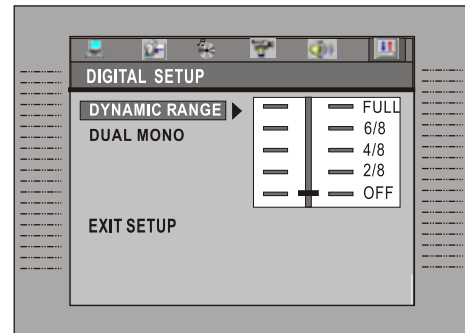 DIGITAL SETUP
DYNAMIC RANGE
DUAL MONO
EXIT SETUP
FULL
6/8
4/8
2/8
OFF